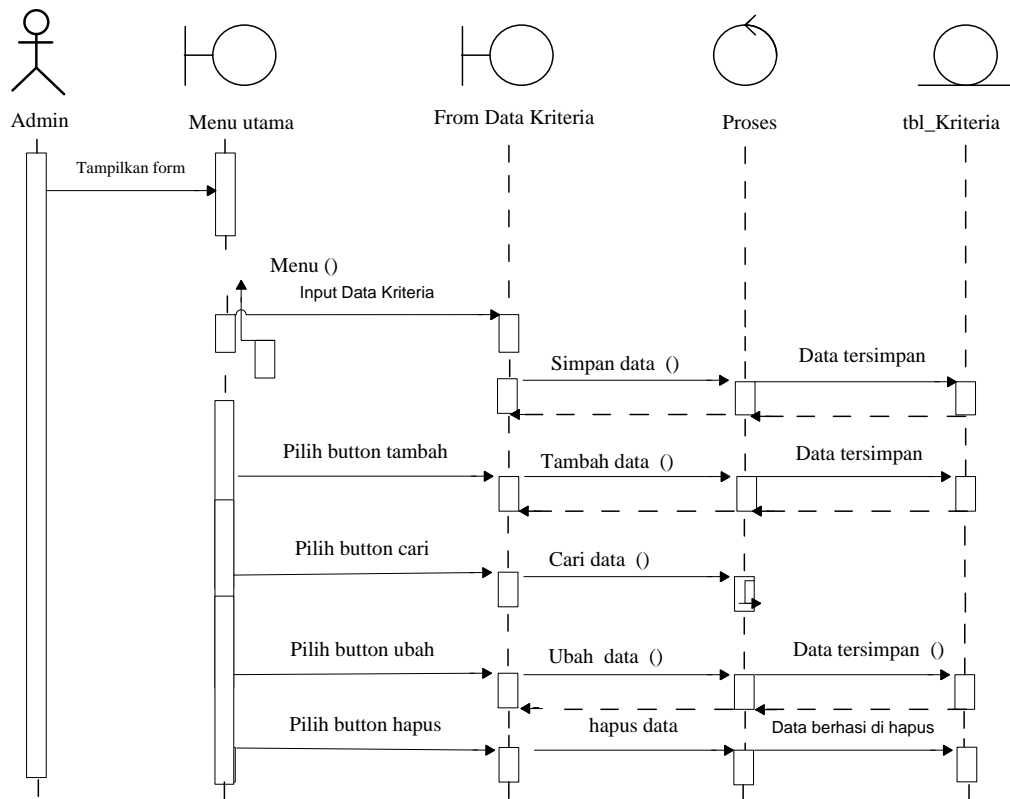 Admin
Menu utama
From Data Kriteria
Proses
tbl_Kriteria
Tampilkan form
Menu ()
Input Data Kriteria
Simpan data ()
Data tersimpan
Pilih button tambah
Tambah data ()
Data tersimpan
Pilih button cari
Cari data ()
Pilih button ubah
Ubah data ()
Data tersimpan ()
Pilih button hapus
hapus data
Data berhasi di hapus